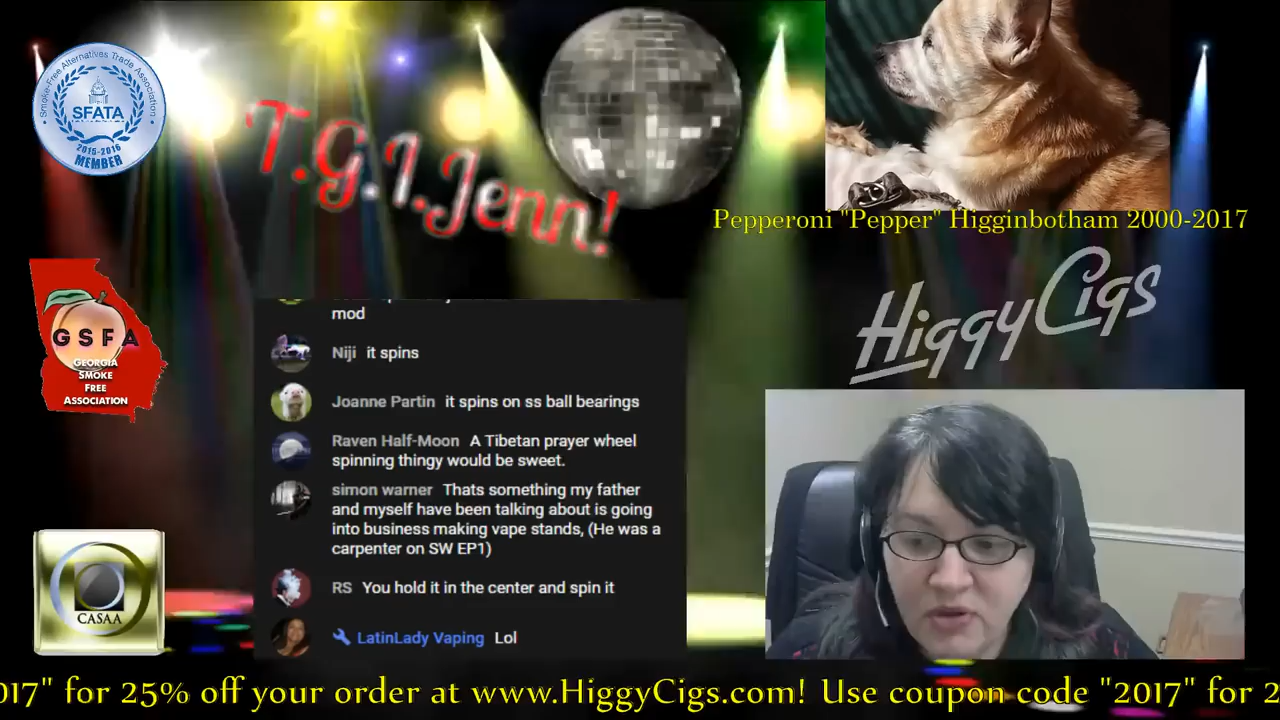 Smoke-Free Alternatives Trade Association
SFATA
2015-2016
MEMBER
T.G.I.Jenn!
Pepperoni "Pepper" Higginbotham 2000-2017
HiggyCigs
GSFA
GEORGIA
SMOKE
FREE
ASSOCIATION
CASAA
mod
Niji it spins
Joanne Partin it spins on ss ball bearings
Raven Half-Moon A Tibetan prayer wheel
spinning thingy would be sweet.
simon warner Thats something my father
and myself have been talking about is going
into business making vape stands, (He was a
carpenter on SW EP1)
RS You hold it in the center and spin it
LatinLady Vaping Lol
017" for 25% off your order at www.HiggyCigs.com! Use coupon code "2017" for 2